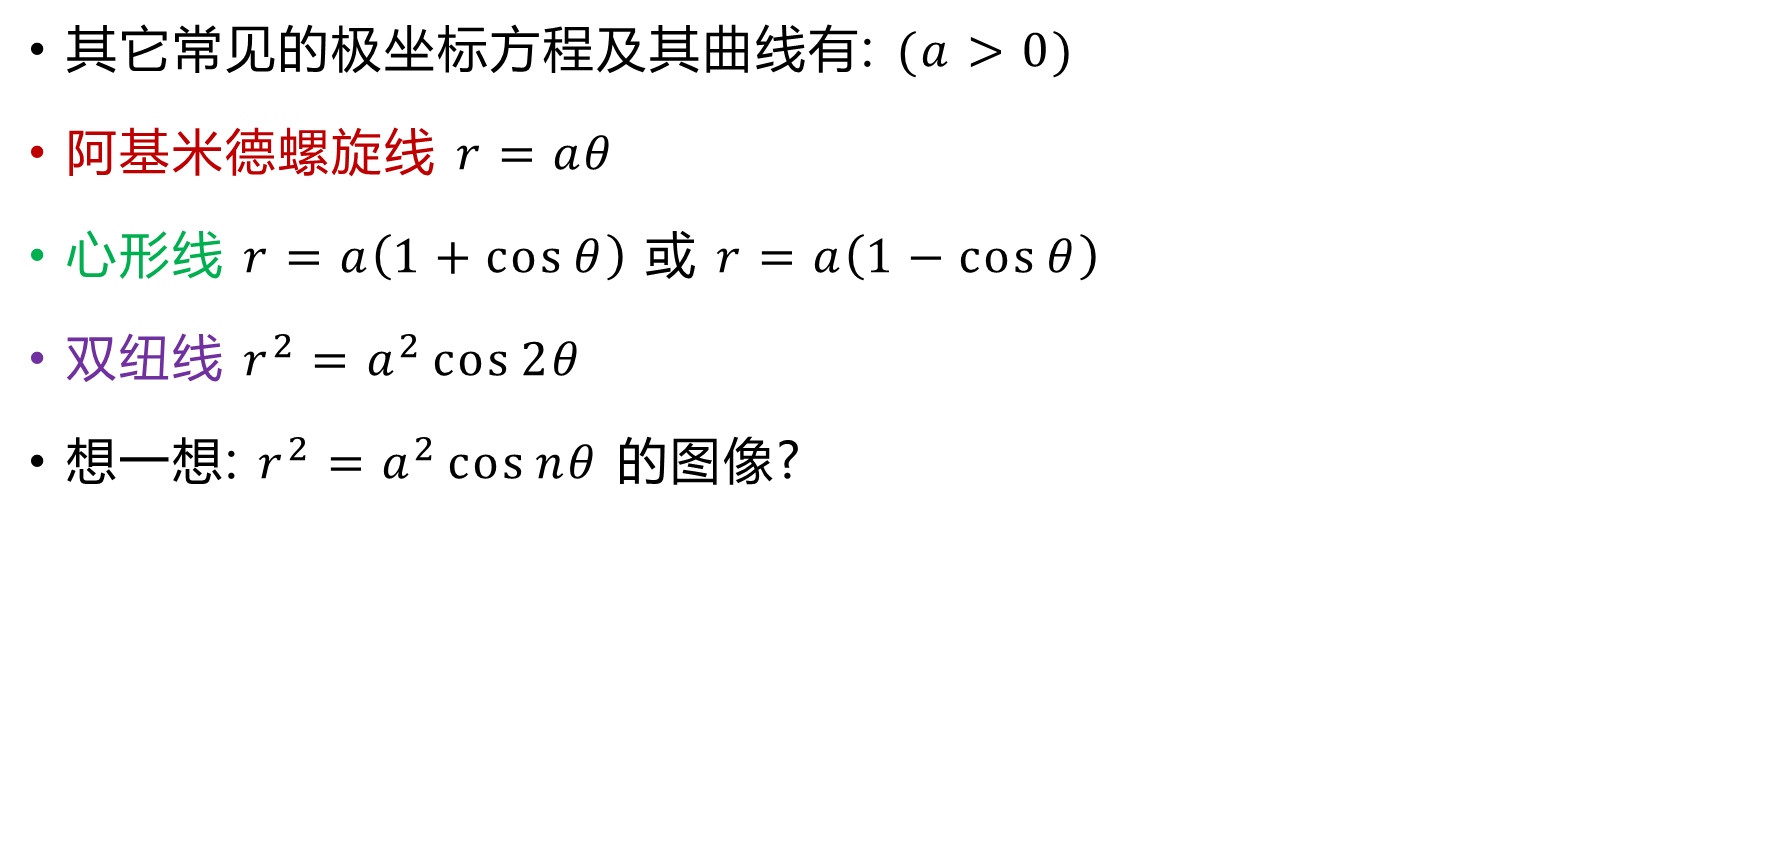 • 其它常见的极坐标方程及其曲线有: (a > 0)
• 阿基米德螺旋线 r = aθ
• 心形线 r = a(1 + cos θ) 或 r = a(1 − cos θ)
• 双纽线 r² = a² cos 2θ
• 想一想: r² = a² cos nθ 的图像?